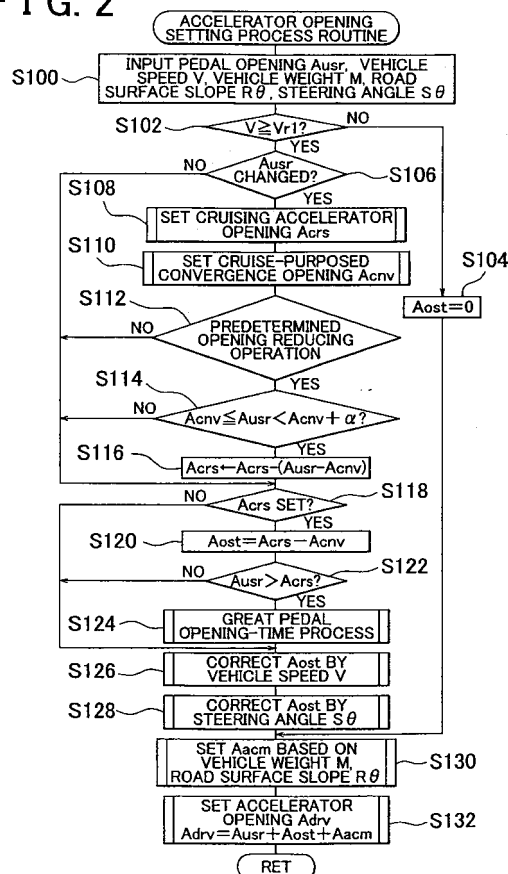 FIG. 2
ACCELERATOR OPENING
SETTING PROCESS ROUTINE
S100
INPUT PEDAL OPENING Ausr, VEHICLE
SPEED V, VEHICLE WEIGHT M, ROAD
SURFACE SLOPE Rθ, STEERING ANGLE Sθ
S102
V≧Vr1?
NO
YES
NO
Ausr
CHANGED?
S106
YES
S108
SET CRUISING ACCELERATOR
OPENING Acrs
S110
SET CRUISE-PURPOSED
CONVERGENCE OPENING Acnv
S104
Aost=0
S112
NO
PREDETERMINED
OPENING REDUCING
OPERATION
YES
S114
NO
Acnv≦Ausr<Acnv+α?
YES
S116
Acrs←Acrs−(Ausr−Acnv)
NO
Acrs SET?
S118
YES
S120
Aost=Acrs−Acnv
NO
Ausr>Acrs?
S122
YES
S124
GREAT PEDAL
OPENING-TIME PROCESS
S126
CORRECT Aost BY
VEHICLE SPEED V
S128
CORRECT Aost BY
STEERING ANGLE Sθ
SET Aacm BASED ON
VEHICLE WEIGHT M,
ROAD SURFACE SLOPE Rθ
S130
SET ACCELERATOR
OPENING Adrv
Adrv=Ausr+Aost+Aacm
S132
RET